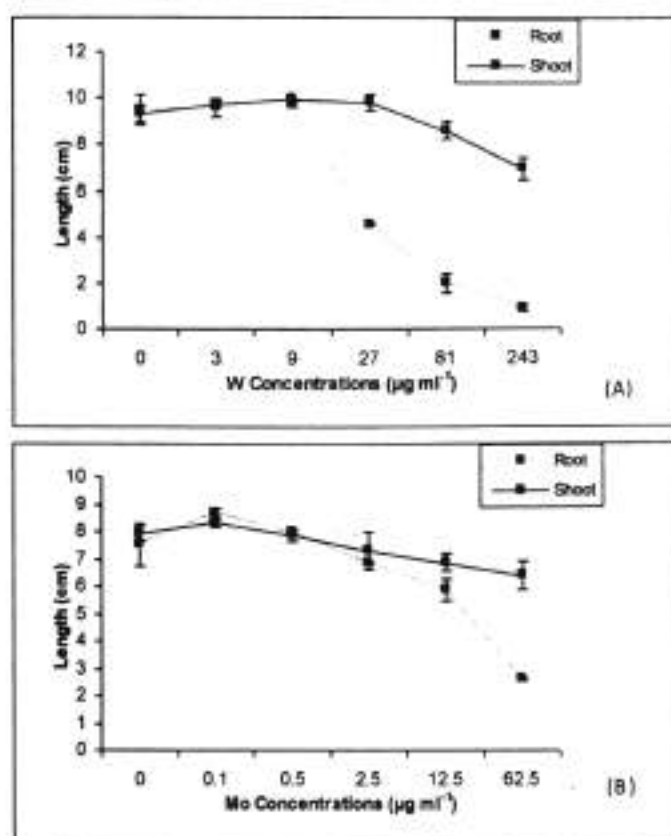 Root
Shoot
Length (cm)
12
10
8
6
4
2
0
0 3 9 27 81 243
W Concentrations (µg ml⁻¹)
(A)
Root
Shoot
Length (cm)
10
9
8
7
6
5
4
3
2
1
0
0 0.1 0.5 2.5 12.5 62.5
Mo Concentrations (µg ml⁻¹)
(B)